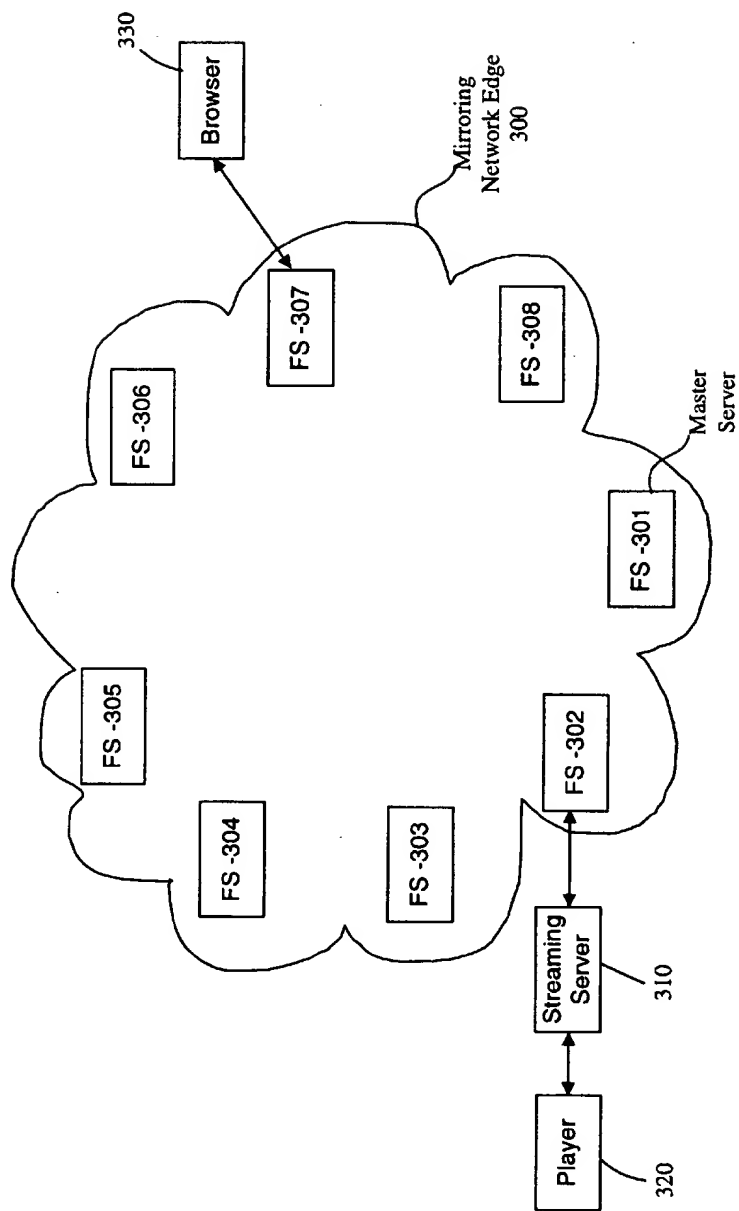 330
Browser
Mirroring
Network Edge
300
FS -306
FS -307
FS -308
FS -305
Master
Server
FS -301
FS -304
FS -303
FS -302
Streaming
Server
310
Player
320